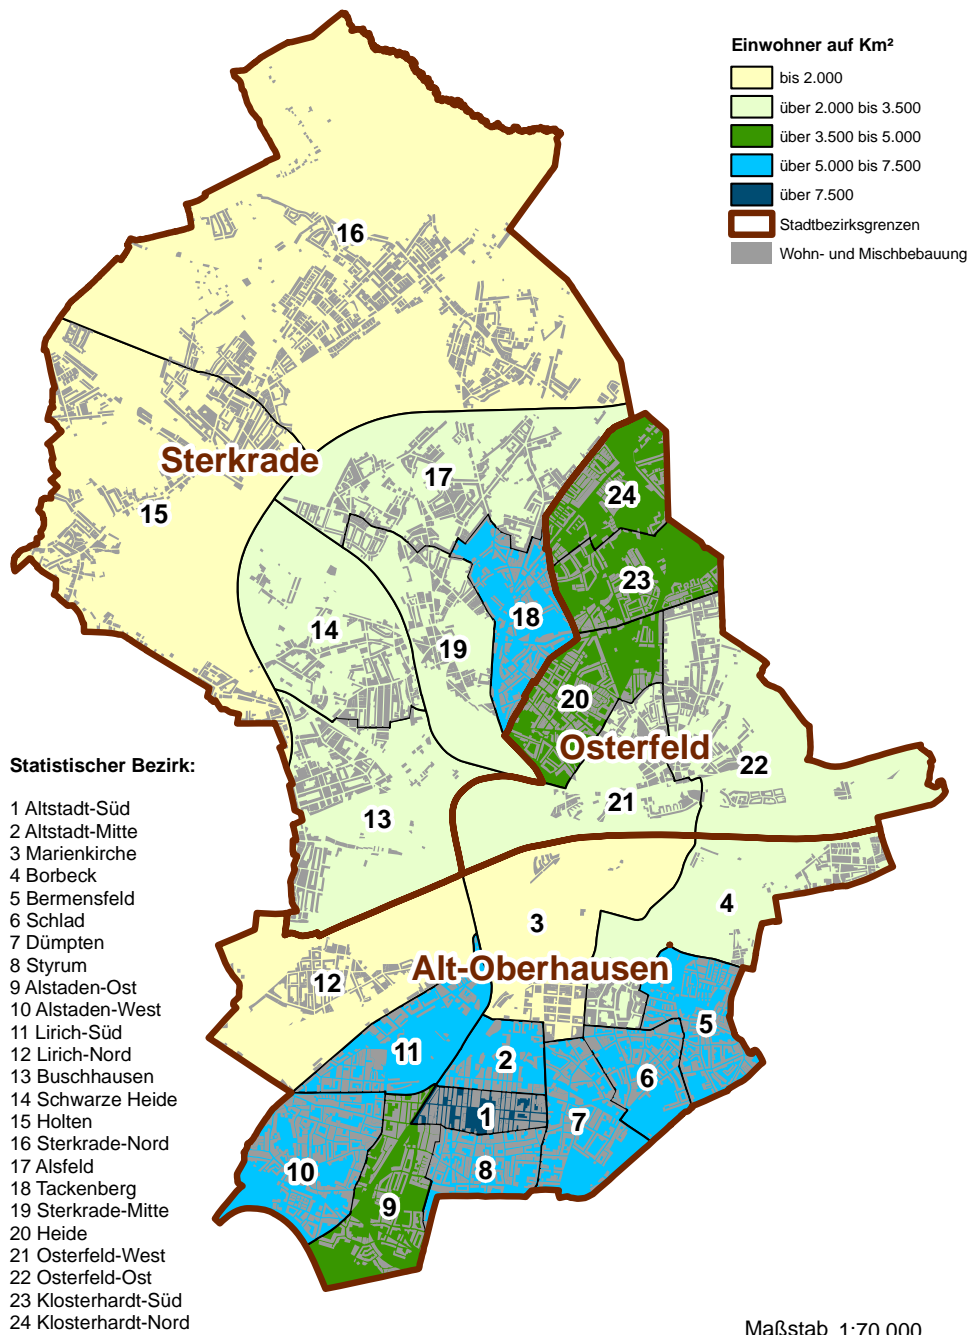 Einwohner auf Km²
bis 2.000
über 2.000 bis 3.500
über 3.500 bis 5.000
über 5.000 bis 7.500
über 7.500
Stadtbezirksgrenzen
Wohn- und Mischbebauung
16
Sterkrade
17
15
24
23
18
14
19
20
Osterfeld
22
21
13
4
3
Alt-Oberhausen
12
5
11
2
6
1
7
8
10
9
Statistischer Bezirk:
1 Altstadt-Süd
2 Altstadt-Mitte
3 Marienkirche
4 Borbeck
5 Bermensfeld
6 Schlad
7 Dümpten
8 Styrum
9 Alstaden-Ost
10 Alstaden-West
11 Lirich-Süd
12 Lirich-Nord
13 Buschhausen
14 Schwarze Heide
15 Holten
16 Sterkrade-Nord
17 Alsfeld
18 Tackenberg
19 Sterkrade-Mitte
20 Heide
21 Osterfeld-West
22 Osterfeld-Ost
23 Klosterhardt-Süd
24 Klosterhardt-Nord
Maßstab 1:70.000